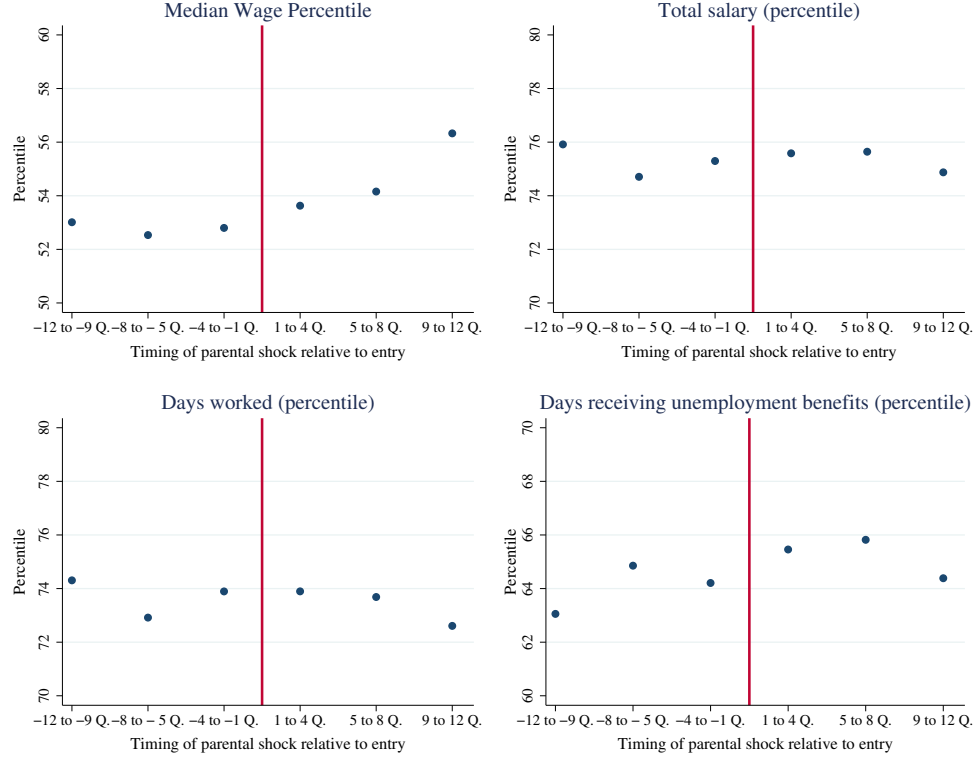 Median Wage Percentile
Percentile
60
58
56
54
52
50
−12 to −9 Q. −8 to − 5 Q. −4 to −1 Q. 1 to 4 Q. 5 to 8 Q. 9 to 12 Q.
Timing of parental shock relative to entry
Total salary (percentile)
Percentile
80
78
76
74
72
70
−12 to −9 Q. −8 to − 5 Q. −4 to −1 Q. 1 to 4 Q. 5 to 8 Q. 9 to 12 Q.
Timing of parental shock relative to entry
Days worked (percentile)
Percentile
80
78
76
74
72
70
−12 to −9 Q. −8 to − 5 Q. −4 to −1 Q. 1 to 4 Q. 5 to 8 Q. 9 to 12 Q.
Timing of parental shock relative to entry
Days receiving unemployment benefits (percentile)
Percentile
70
68
66
64
62
60
−12 to −9 Q. −8 to − 5 Q. −4 to −1 Q. 1 to 4 Q. 5 to 8 Q. 9 to 12 Q.
Timing of parental shock relative to entry